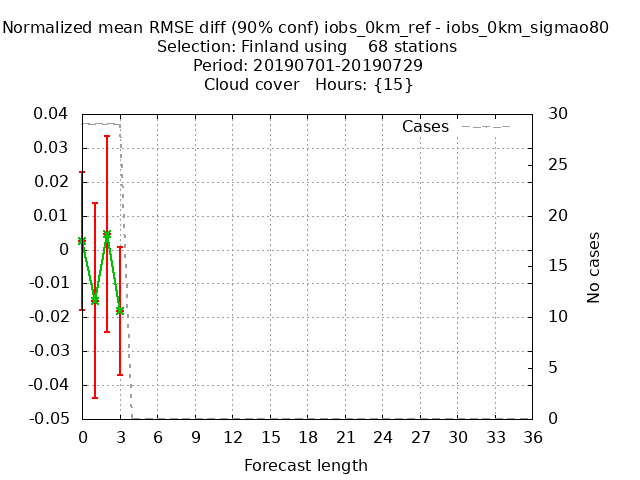 Normalized mean RMSE diff (90% conf) iobs_0km_ref - iobs_0km_sigmao80
Selection: Finland using    68 stations
Period: 20190701-20190729
Cloud cover   Hours: {15}
Cases
0.04
0.03
0.02
0.01
0
-0.01
-0.02
-0.03
-0.04
-0.05
30
25
20
15
10
5
0
No cases
0 3 6 9 12 15 18 21 24 27 30 33 36
Forecast length